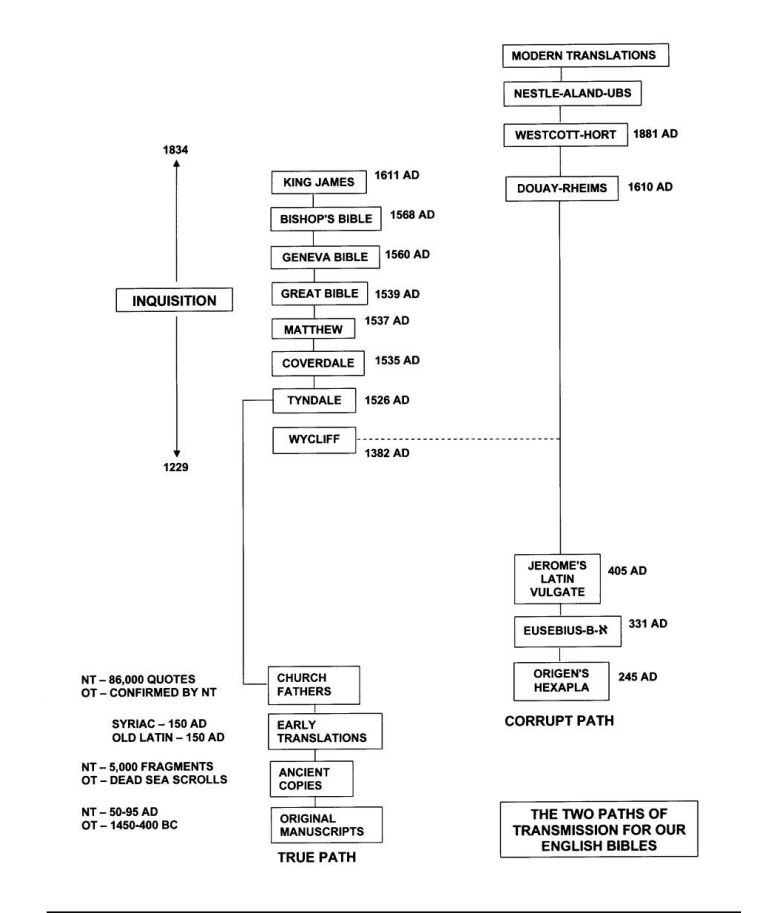 MODERN TRANSLATIONS
NESTLE-ALAND-UBS
WESTCOTT-HORT 1881 AD
1834
KING JAMES 1611 AD
DOUAY-RHEIMS 1610 AD
BISHOP'S BIBLE 1568 AD
GENEVA BIBLE 1560 AD
INQUISITION
GREAT BIBLE 1539 AD
MATTHEW 1537 AD
COVERDALE 1535 AD
TYNDALE 1526 AD
WYCLIFF
1382 AD
1229
JEROME'S
LATIN
VULGATE
405 AD
EUSEBIUS-B-א 331 AD
ORIGEN'S
HEXAPLA
245 AD
CORRUPT PATH
NT – 86,000 QUOTES
OT – CONFIRMED BY NT
CHURCH
FATHERS
SYRIAC – 150 AD
OLD LATIN – 150 AD
EARLY
TRANSLATIONS
NT – 5,000 FRAGMENTS
OT – DEAD SEA SCROLLS
ANCIENT
COPIES
NT – 50-95 AD
OT – 1450-400 BC
ORIGINAL
MANUSCRIPTS
TRUE PATH
THE TWO PATHS OF
TRANSMISSION FOR OUR
ENGLISH BIBLES